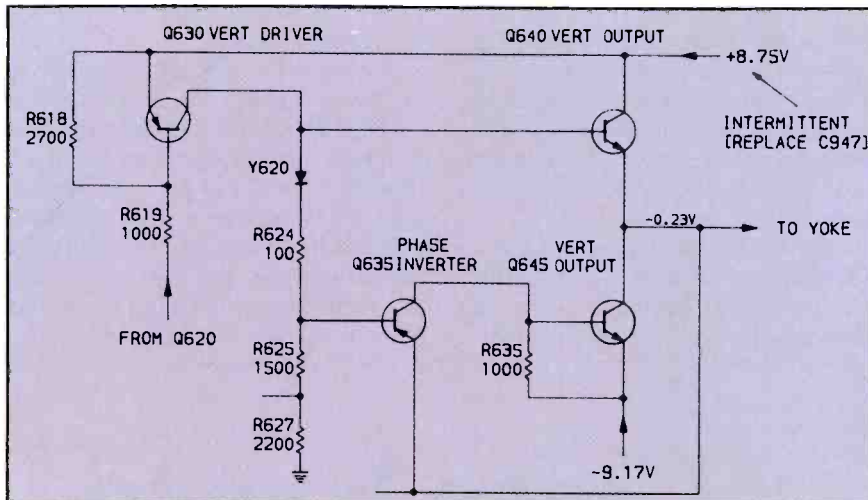 Q630 VERT DRIVER
Q640 VERT OUTPUT
+8.75V
R618
2700
INTERMITTENT
[REPLACE C947]
Y620
R619
1000
-0.23V
TO YOKE
R624
100
PHASE
Q635 INVERTER
VERT
Q645 OUTPUT
FROM Q620
R625
1500
R635
1000
R627
2200
-9.17V